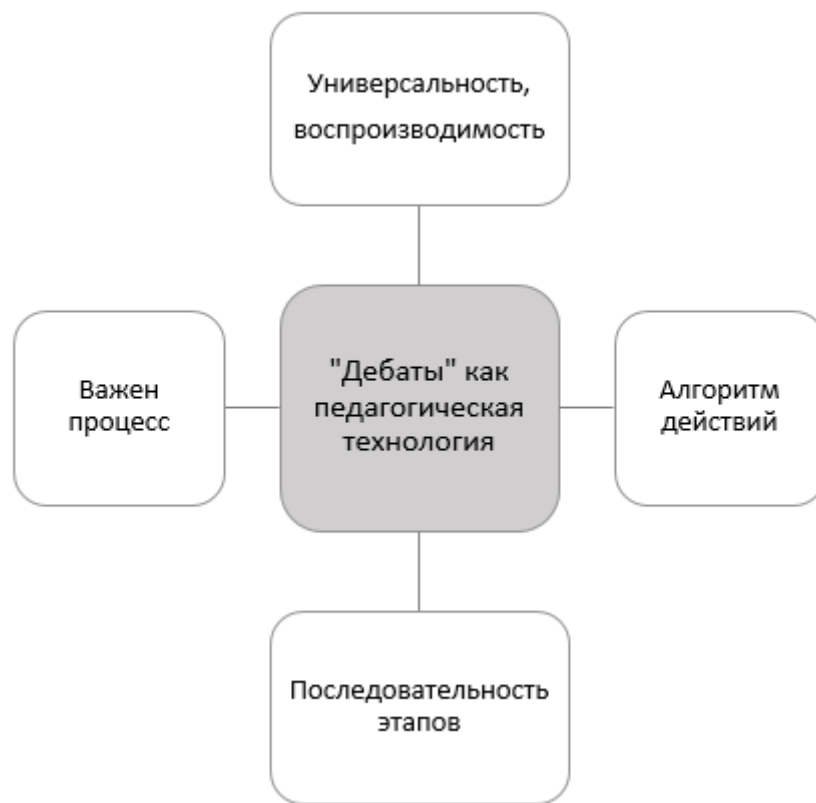 Универсальность,
воспроизводимость
Важен
процесс
"Дебаты" как
педагогическая
технология
Алгоритм
действий
Последовательность
этапов